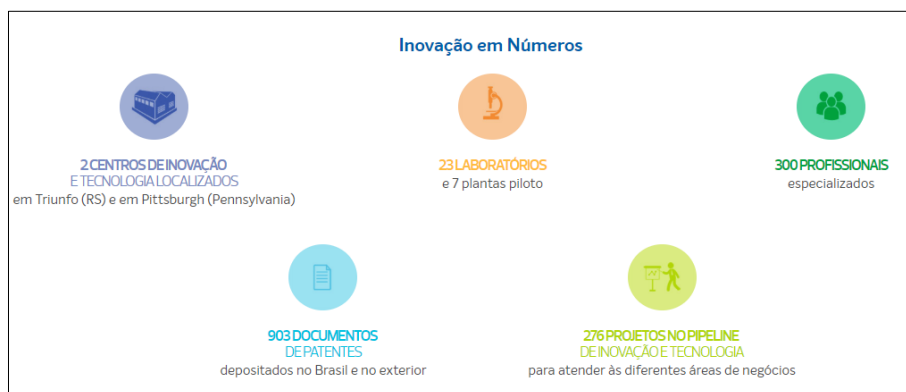 Inovação em Números
2 CENTROS DE INOVAÇÃO
E TECNOLOGIA LOCALIZADOS
em Triunfo (RS) e em Pittsburgh (Pennsylvania)
23 LABORATÓRIOS
e 7 plantas piloto
300 PROFISSIONAIS
especializados
903 DOCUMENTOS
DE PATENTES
depositados no Brasil e no exterior
276 PROJETOS NO PIPELINE
DE INOVAÇÃO E TECNOLOGIA
para atender às diferentes áreas de negócios